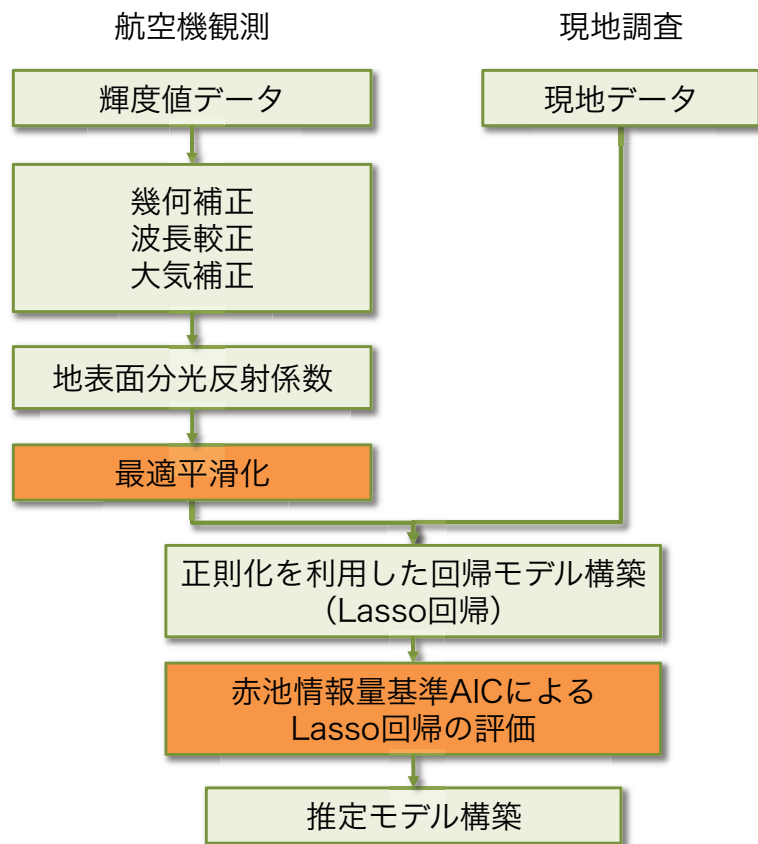 航空機観測
現地調査
輝度値データ
現地データ
幾何補正
波長較正
大気補正
地表面分光反射係数
最適平滑化
正則化を利用した回帰モデル構築
（Lasso回帰）
赤池情報量基準AICによる
Lasso回帰の評価
推定モデル構築